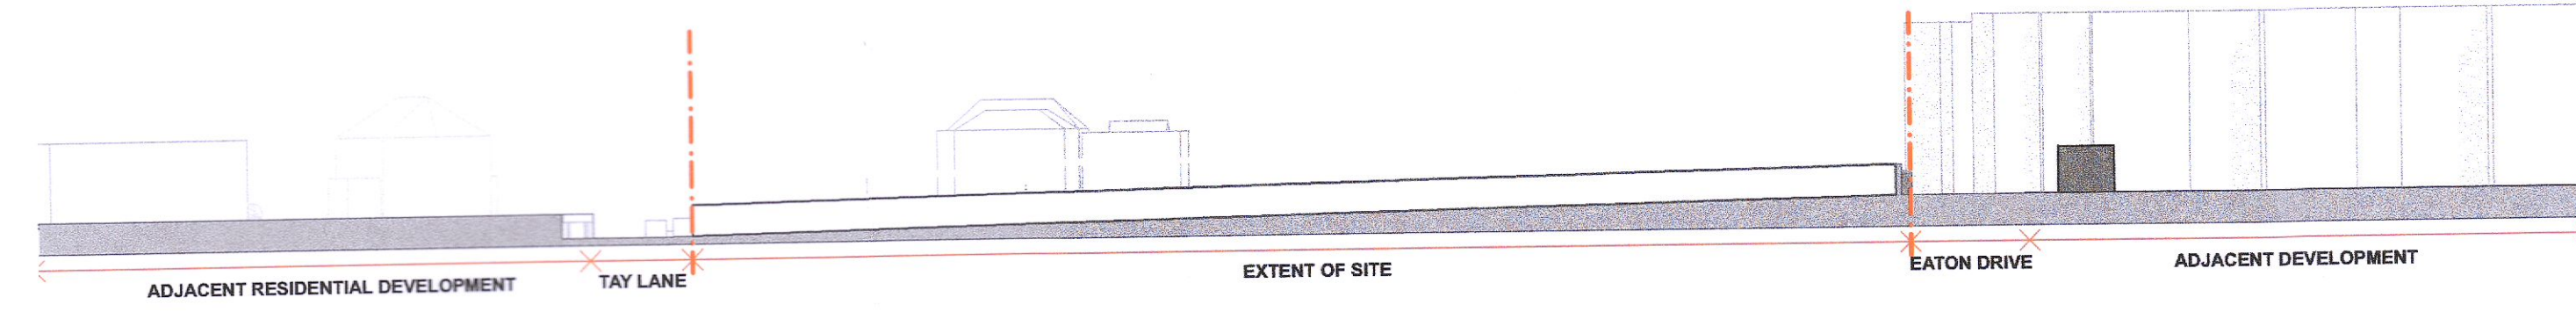 ADJACENT RESIDENTIAL DEVELOPMENT
TAY LANE
EXTENT OF SITE
EATON DRIVE
ADJACENT DEVELOPMENT